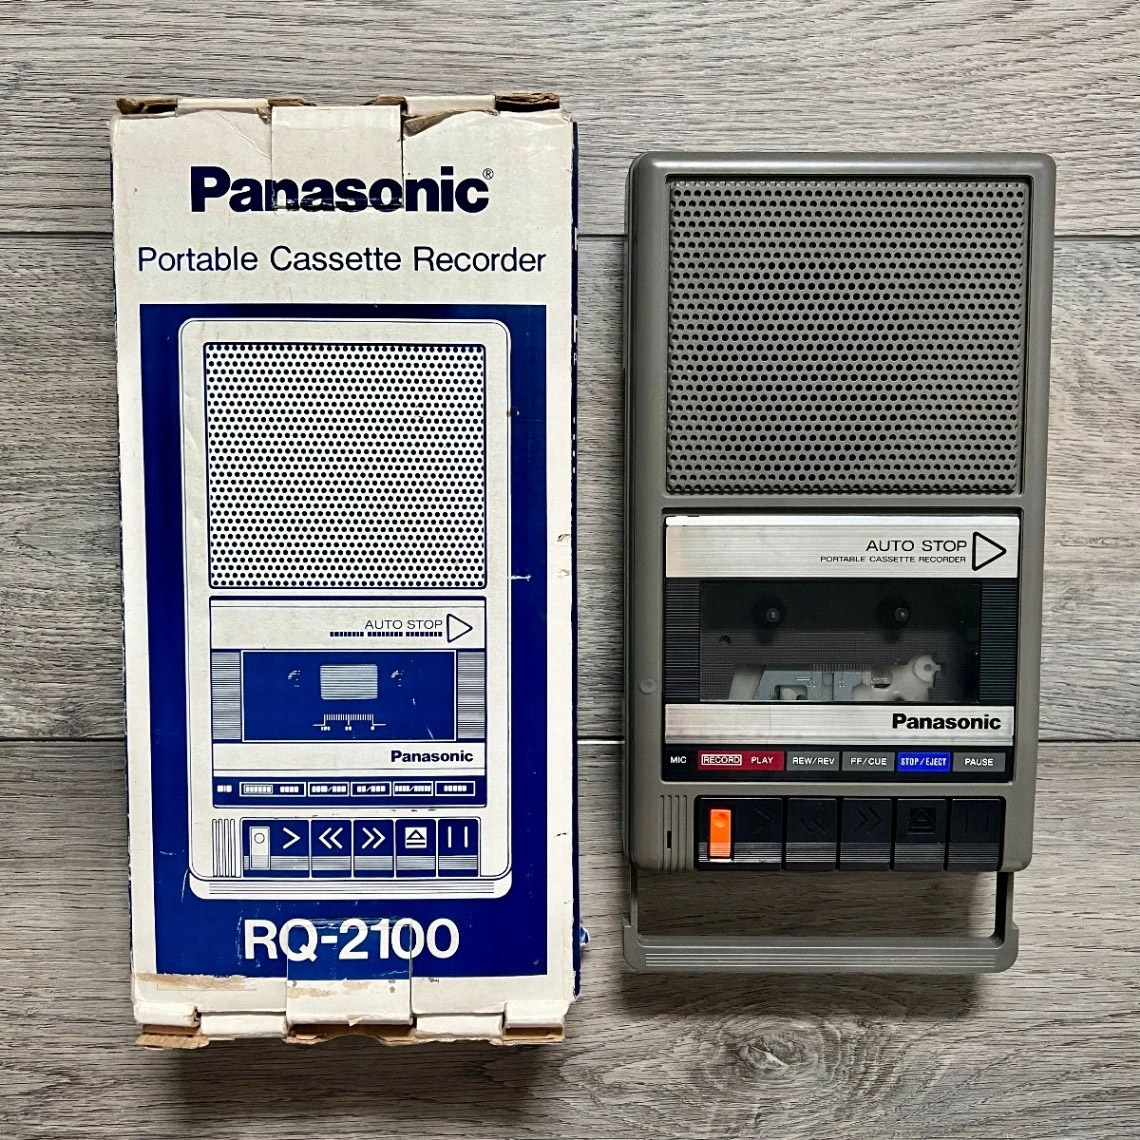 Panasonic®
Portable Cassette Recorder
AUTO STOP
Panasonic
RQ-2100
AUTO STOP
PORTABLE CASSETTE RECORDER
Panasonic
MIC RECORD PLAY REW/REV FF/CUE STOP/EJECT PAUSE